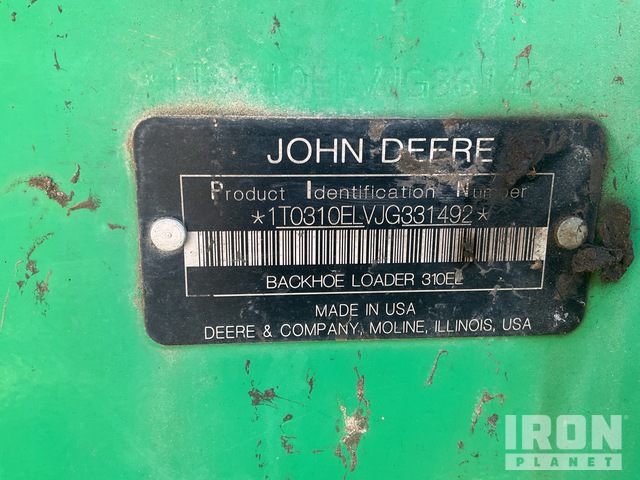 JOHN DEERE
Product Identification Number
*1T0310ELVJG331492*
BACKHOE LOADER 310EL
MADE IN USA
DEERE & COMPANY, MOLINE, ILLINOIS, USA
IRON
PLANET